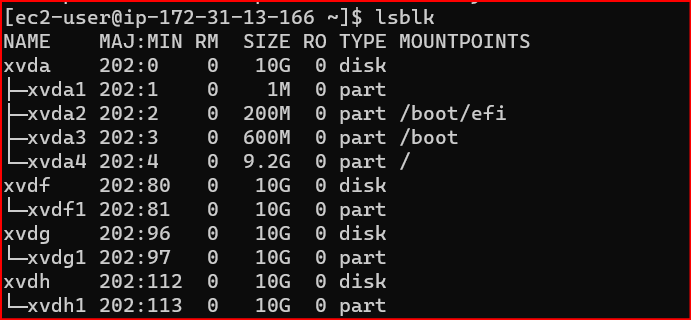 [ec2-user@ip-172-31-13-166 ~]$ lsblk
NAME    MAJ:MIN RM  SIZE RO TYPE MOUNTPOINTS
xvda    202:0    0   10G  0 disk
├─xvda1 202:1    0    1M  0 part
├─xvda2 202:2    0  200M  0 part /boot/efi
├─xvda3 202:3    0  600M  0 part /boot
└─xvda4 202:4    0  9.2G  0 part /
xvdf    202:80   0   10G  0 disk
└─xvdf1 202:81   0   10G  0 part
xvdg    202:96   0   10G  0 disk
└─xvdg1 202:97   0   10G  0 part
xvdh    202:112  0   10G  0 disk
└─xvdh1 202:113  0   10G  0 part